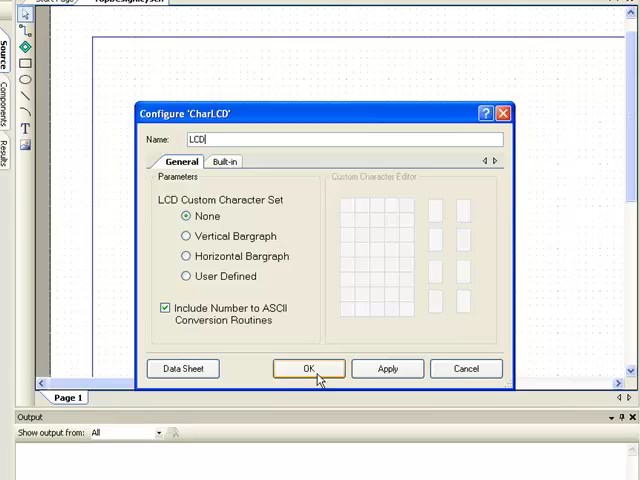 Start Page
TopDesign.cysch
Source
Components
Results
T
Configure 'CharLCD'
Name: LCD
General Built-in
Parameters Custom Character Editor
LCD Custom Character Set
None
Vertical Bargraph
Horizontal Bargraph
User Defined
Include Number to ASCII
Conversion Routines
Data Sheet OK Apply Cancel
Page 1
Output
Show output from: All